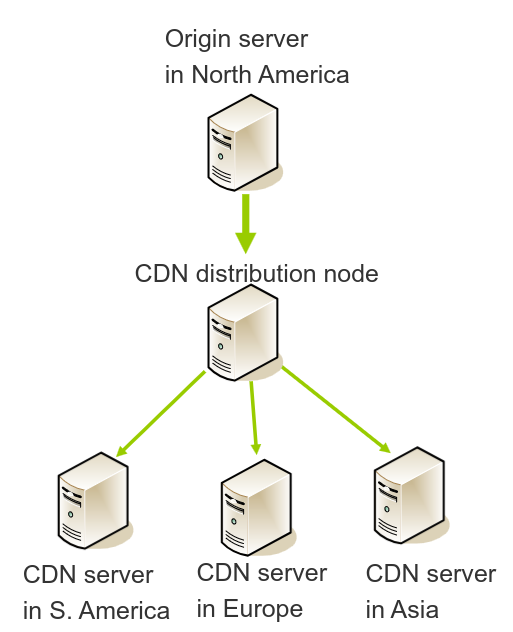 Origin server
in North America
CDN distribution node
CDN server
in S. America
CDN server
in Europe
CDN server
in Asia